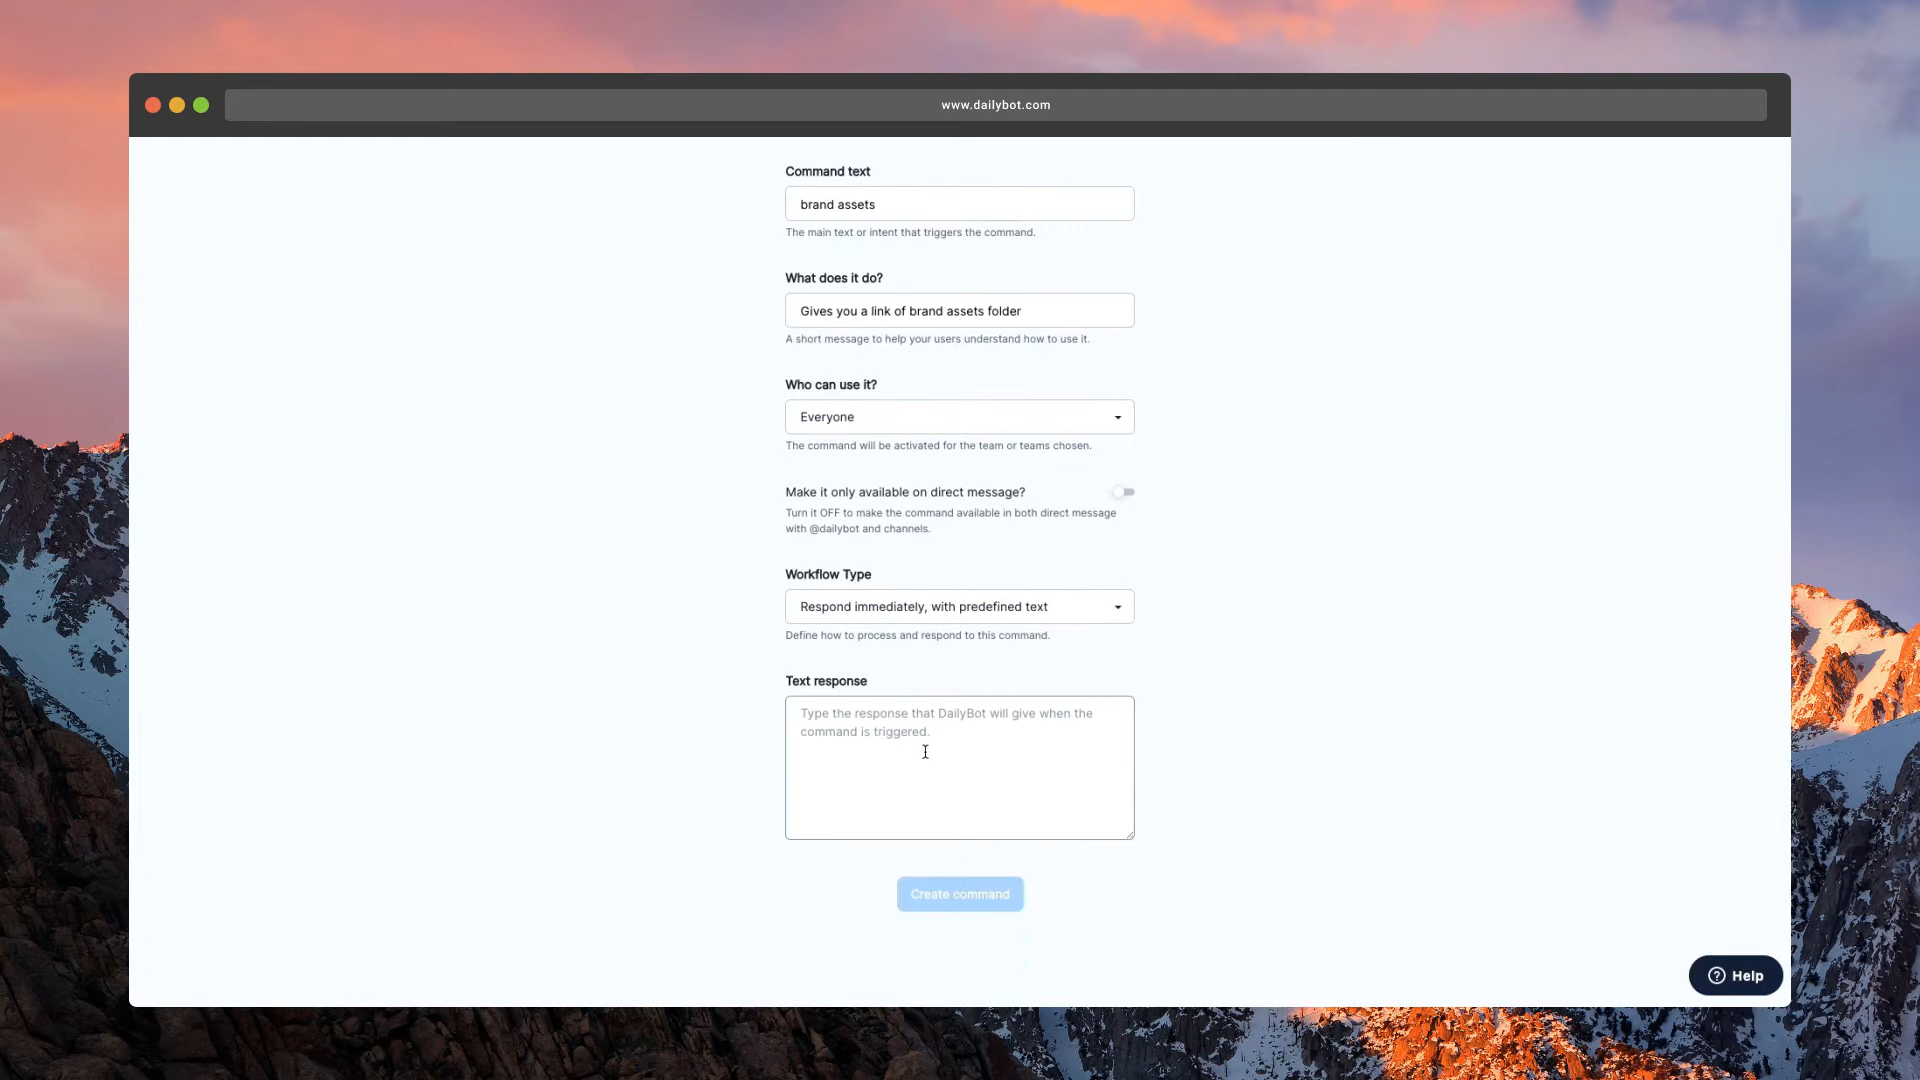 www.dailybot.com
Command text
brand assets
The main text or intent that triggers the command.
What does it do?
Gives you a link of brand assets folder
A short message to help your users understand how to use it.
Who can use it?
Everyone
The command will be activated for the team or teams chosen.
Make it only available on direct message?
Turn it OFF to make the command available in both direct message
with @dailybot and channels.
Workflow Type
Respond immediately, with predefined text
Define how to process and respond to this command.
Text response
Type the response that DailyBot will give when the
command is triggered.
Create command
Help